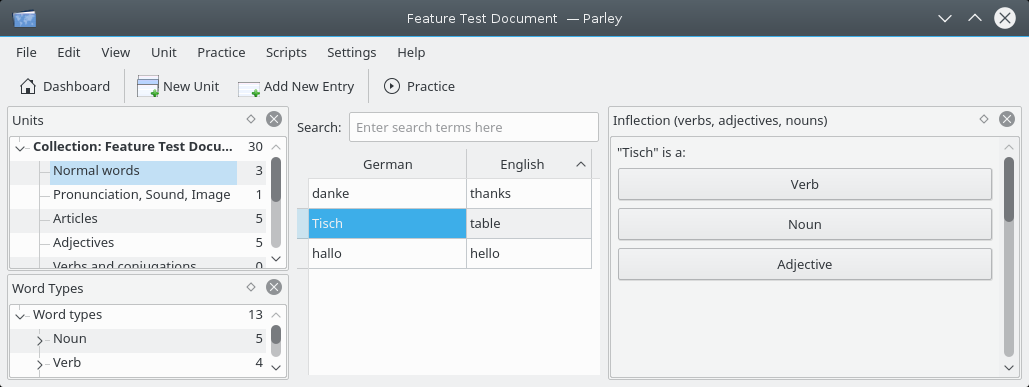 Feature Test Document — Parley
File Edit View Unit Practice Scripts Settings Help
Dashboard New Unit Add New Entry Practice
Units
Collection: Feature Test Docu... 30
Normal words 3
Pronunciation, Sound, Image 1
Articles 5
Adjectives 5
Verbs and conjugations 0
Word Types
Word types 13
Noun 5
Verb 4
Search: Enter search terms here
German English
danke thanks
Tisch table
hallo hello
Inflection (verbs, adjectives, nouns)
"Tisch" is a:
Verb
Noun
Adjective